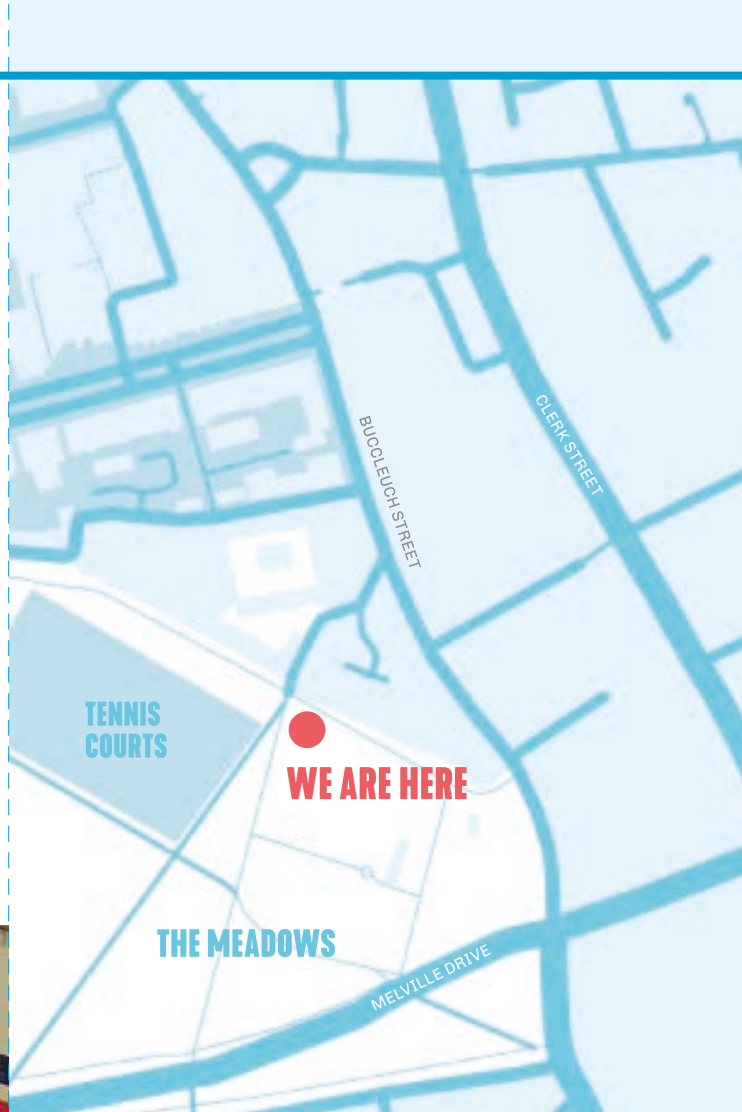 CLERK STREET
BUCCLEUCH STREET
TENNIS
COURTS
WE ARE HERE
THE MEADOWS
MELVILLE DRIVE